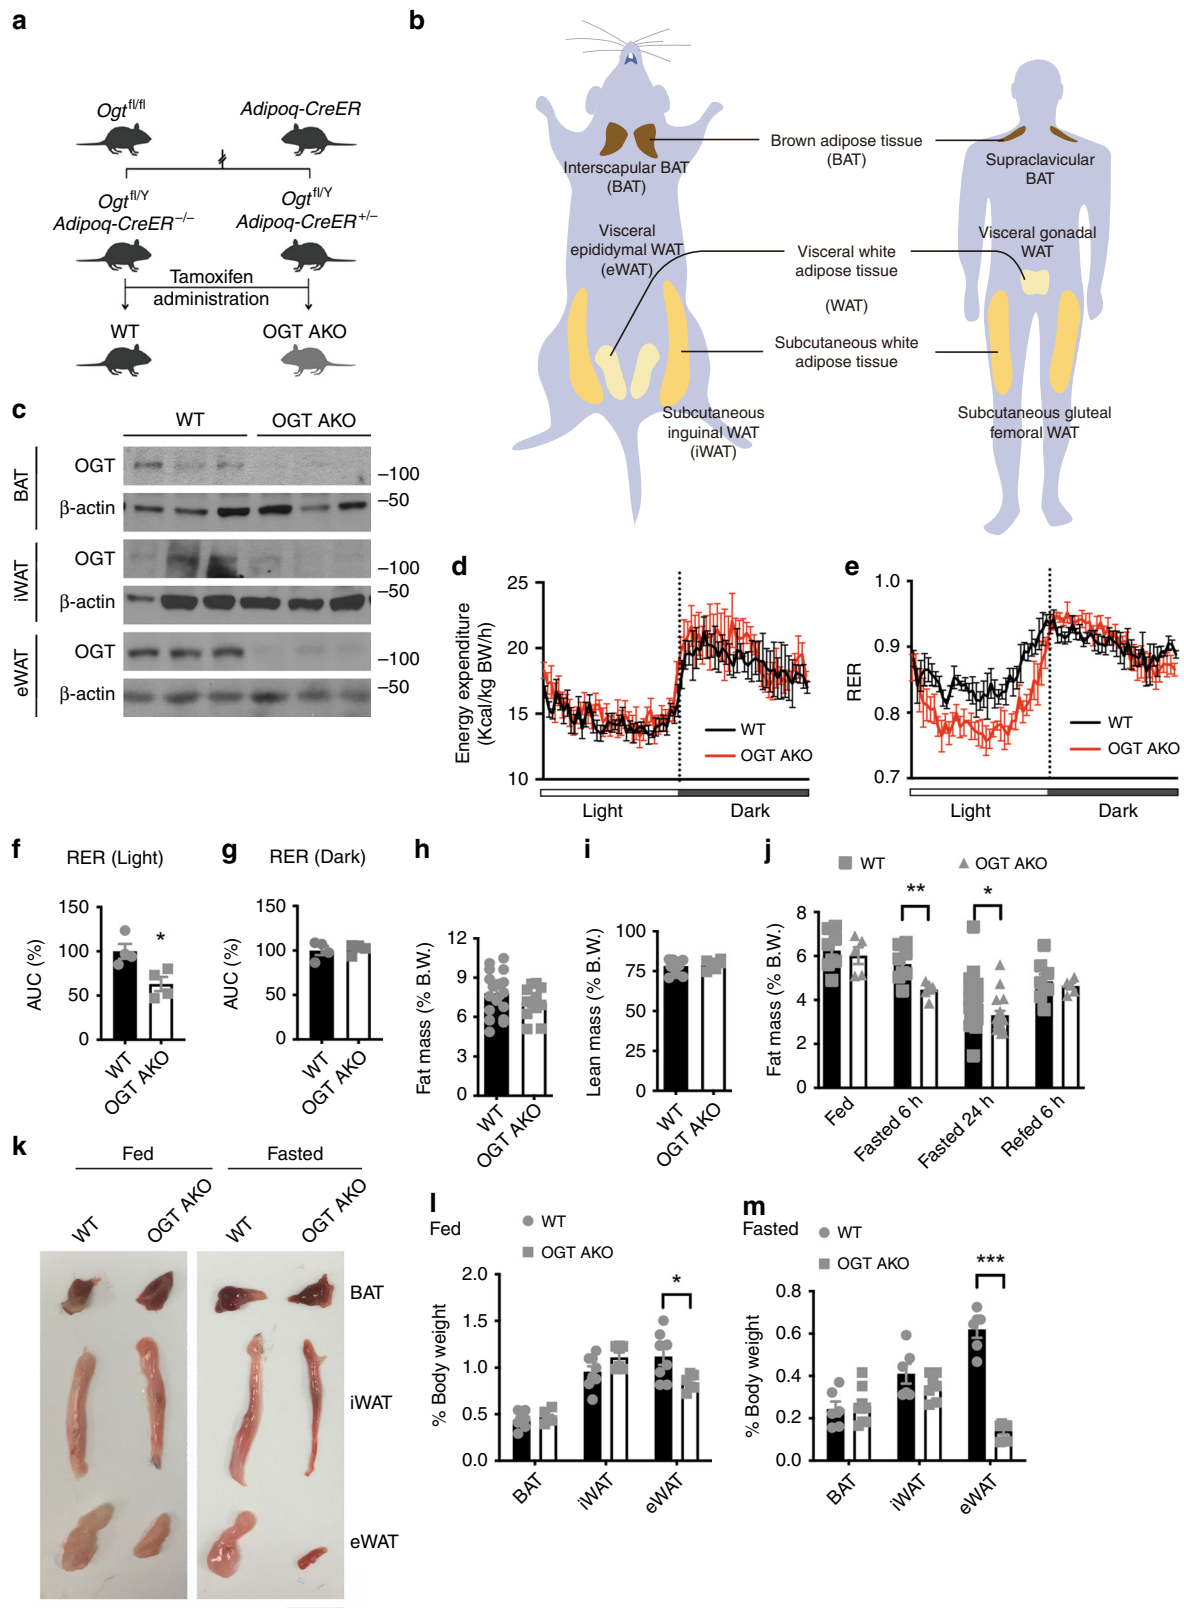 a
Ogt^fl/fl
Adipoq-CreER
Ogt^fl/Y
Adipoq-CreER^−/−
Ogt^fl/Y
Adipoq-CreER^+/−
Tamoxifen
administration
WT
OGT AKO
b
Interscapular BAT
(BAT)
Brown adipose tissue
(BAT)
Supraclavicular
BAT
Visceral
epididymal WAT
(eWAT)
Visceral white
adipose tissue
(WAT)
Visceral gonadal
WAT
Subcutaneous white
adipose tissue
Subcutaneous
inguinal WAT
(iWAT)
Subcutaneous gluteal
femoral WAT
c
WT
OGT AKO
BAT
OGT
–100
β-actin
–50
iWAT
OGT
–100
β-actin
–50
eWAT
OGT
–100
β-actin
–50
d
Energy expenditure
(Kcal/kg BW/h)
25
20
15
10
WT
OGT AKO
Light
Dark
e
RER
1.0
0.9
0.8
0.7
WT
OGT AKO
Light
Dark
f
RER (Light)
AUC (%)
150
100
50
0
*
WT
OGT AKO
g
RER (Dark)
AUC (%)
150
100
50
0
WT
OGT AKO
h
Fat mass (% B.W.)
12
9
6
3
0
WT
OGT AKO
i
Lean mass (% B.W.)
100
75
50
25
0
WT
OGT AKO
j
WT
OGT AKO
Fat mass (% B.W.)
8
6
4
2
0
**
*
Fed
Fasted 6 h
Fasted 24 h
Refed 6 h
k
Fed
Fasted
WT
OGT AKO
WT
OGT AKO
BAT
iWAT
eWAT
l
Fed
WT
OGT AKO
% Body weight
2.0
1.5
1.0
0.5
0.0
*
BAT
iWAT
eWAT
m
Fasted
WT
OGT AKO
% Body weight
0.8
0.6
0.4
0.2
0.0
***
BAT
iWAT
eWAT